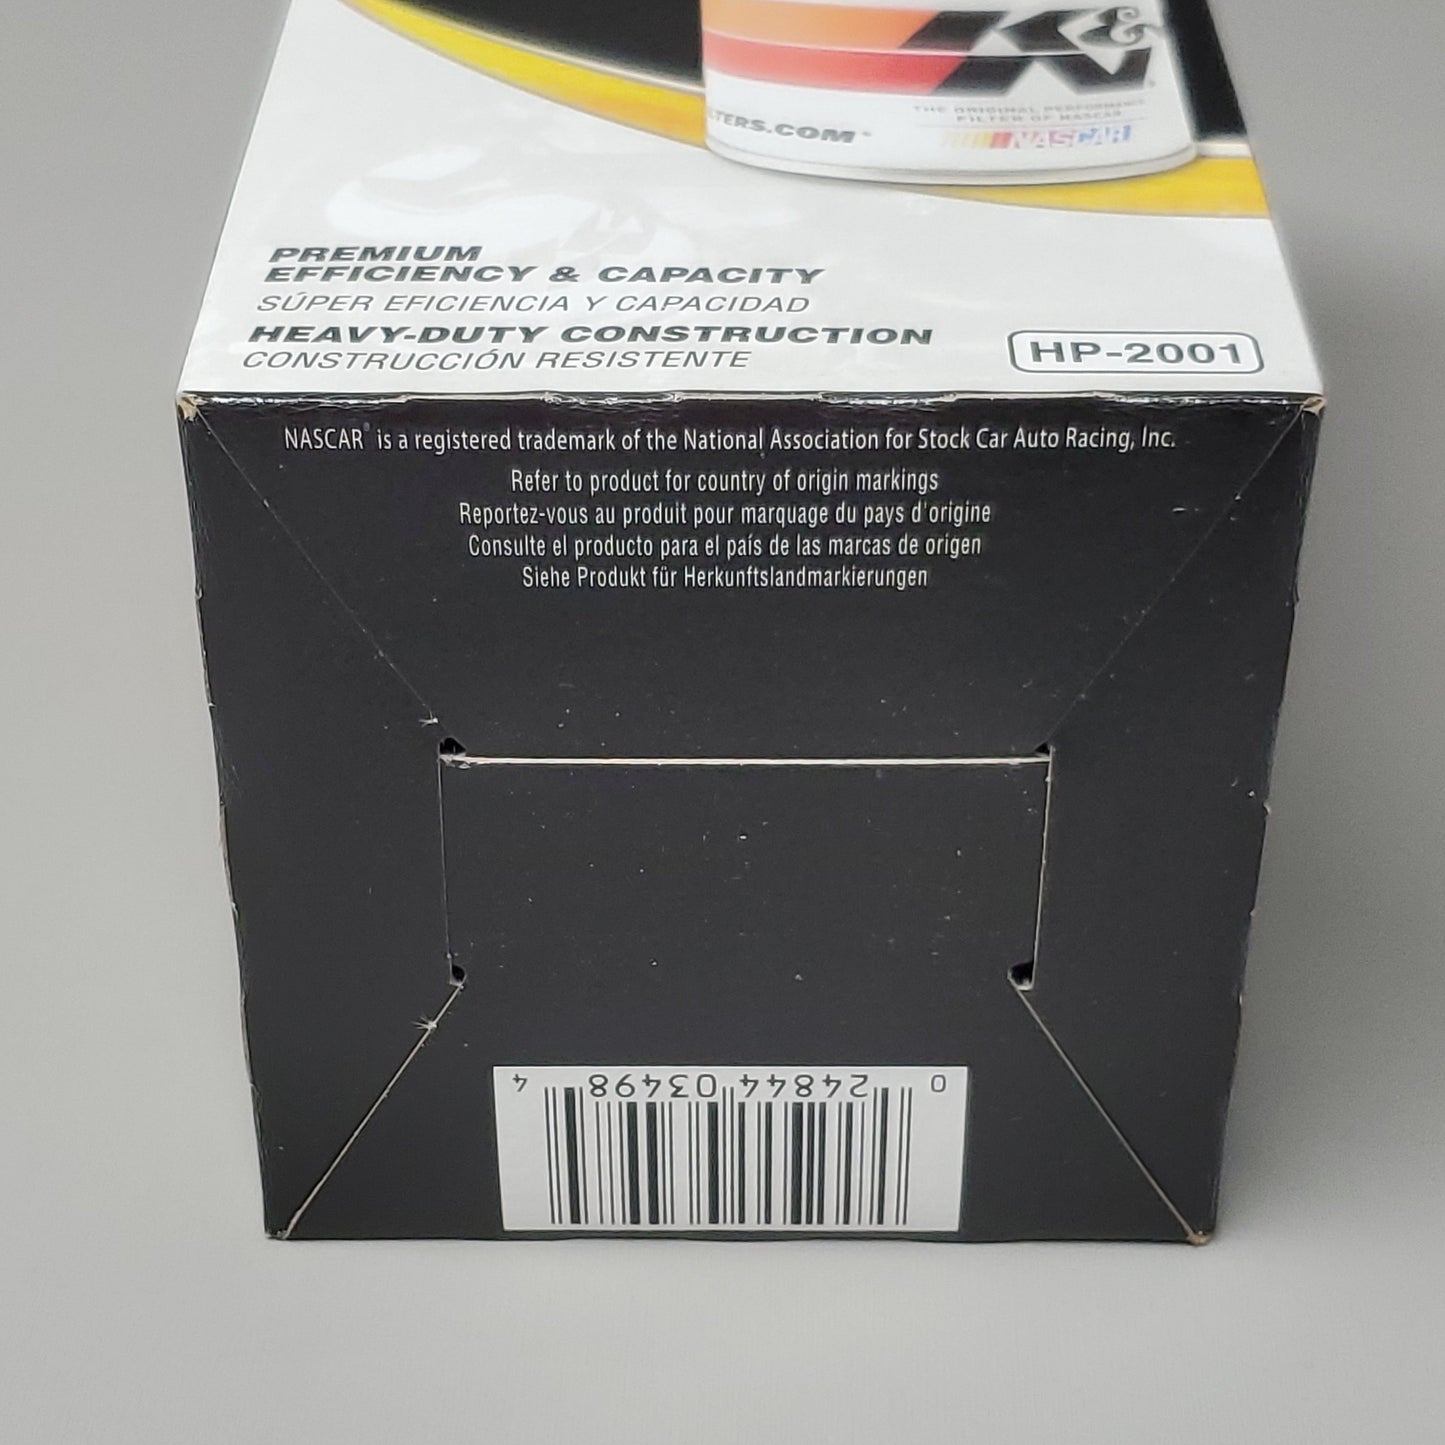 K&N
LTERS.COM
THE ORIGINAL PERFORMANCE
FILTER OF NASCAR
NASCAR
PREMIUM
EFFICIENCY & CAPACITY
SÚPER EFICIENCIA Y CAPACIDAD
HEAVY-DUTY CONSTRUCTION
CONSTRUCCIÓN RESISTENTE
HP-2001
NASCAR® is a registered trademark of the National Association for Stock Car Auto Racing, Inc.
Refer to product for country of origin markings
Reportez-vous au produit pour marquage du pays d'origine
Consulte el producto para el país de las marcas de origen
Siehe Produkt für Herkunftslandmarkierungen
0 24844 03498 4